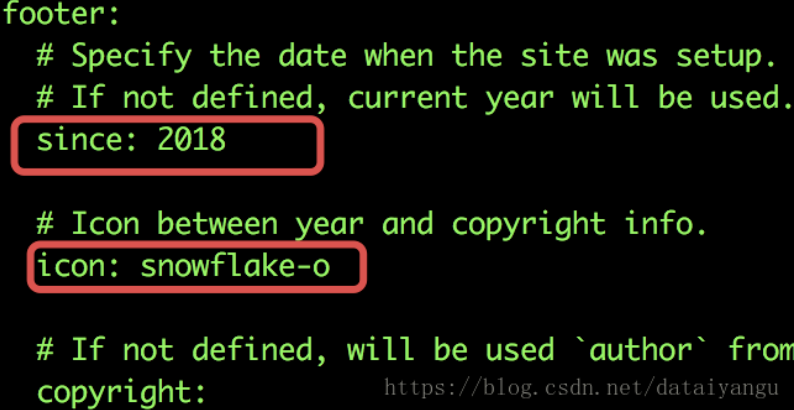 footer:
# Specify the date when the site was setup.
# If not defined, current year will be used.
since: 2018
# Icon between year and copyright info.
icon: snowflake-o
# If not defined, will be used `author` from
copyright:
https://blog.csdn.net/dataiyangu